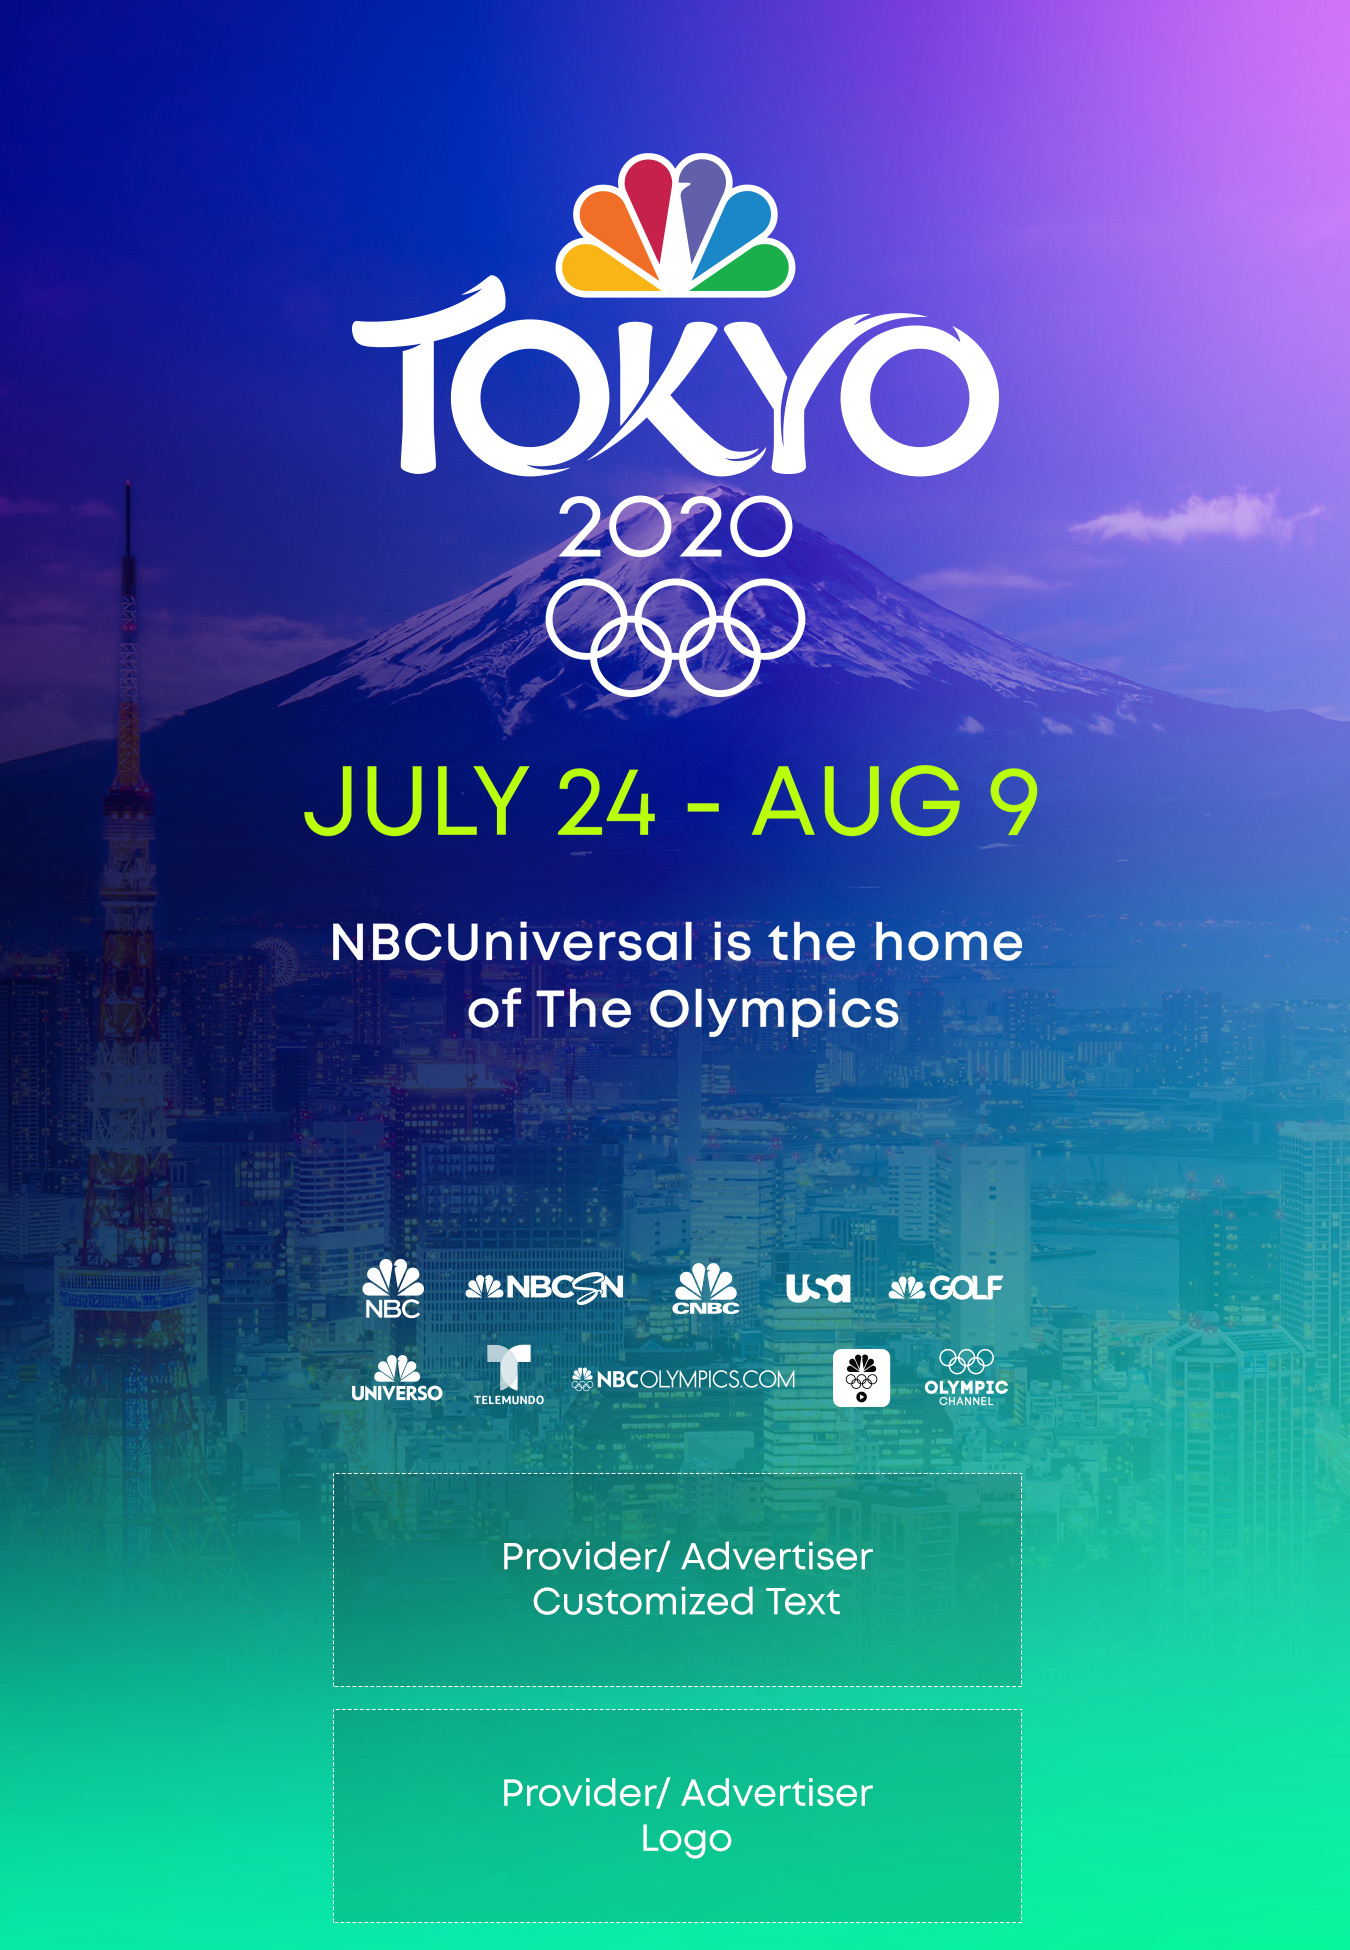 TOKYO
2020
JULY 24 - AUG 9
NBCUniversal is the home
of The Olympics
NBC NBCSN CNBC USA GOLF
UNIVERSO TELEMUNDO NBCOLYMPICS.COM OLYMPIC CHANNEL
Provider/ Advertiser
Customized Text
Provider/ Advertiser
Logo